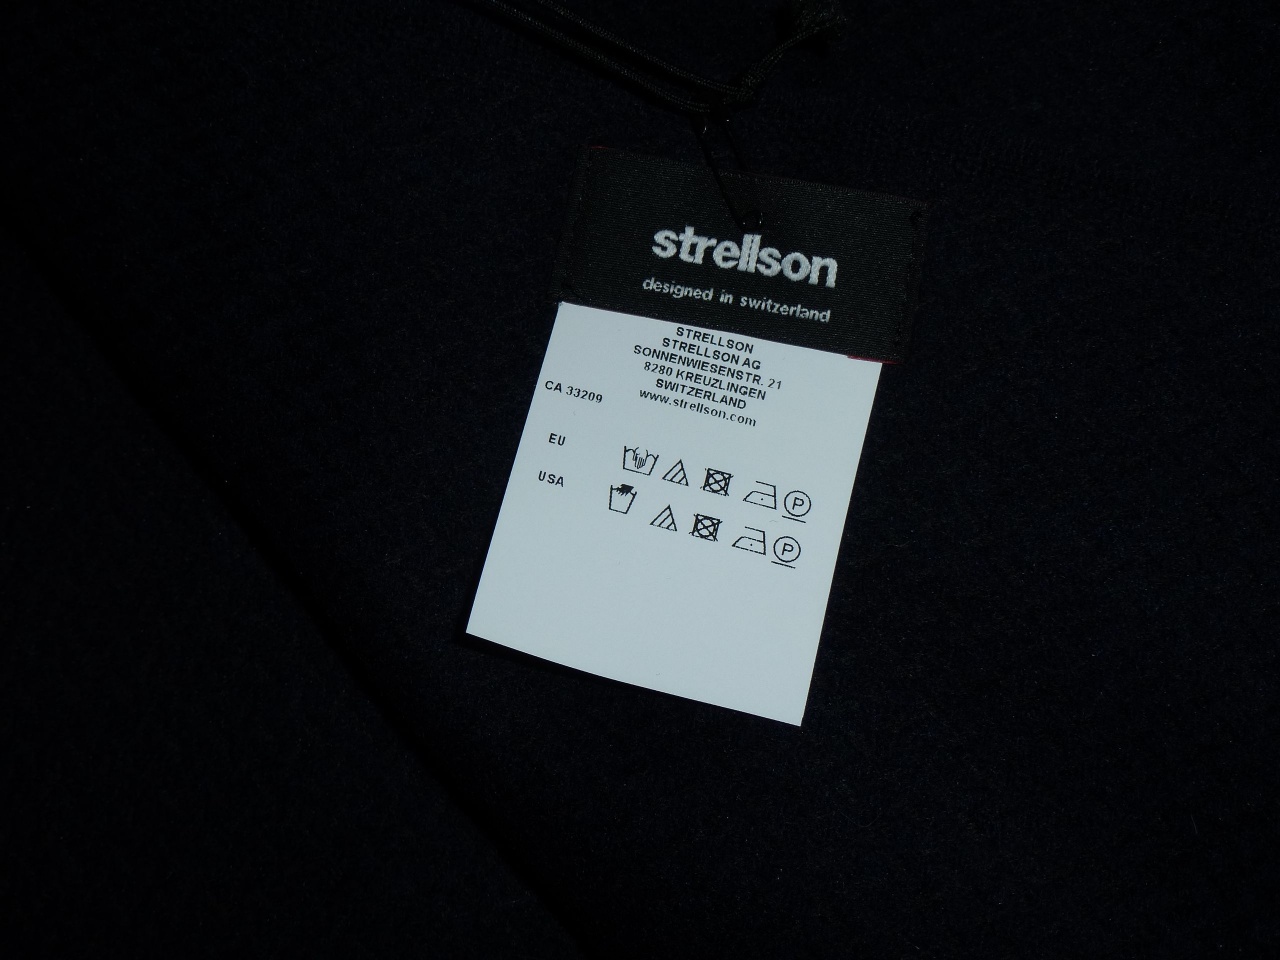 strellson
designed in switzerland
STRELLSON
STRELLSON AG
SONNENWIESENSTR. 21
8280 KREUZLINGEN
SWITZERLAND
www.strellson.com
CA 33209
EU
P
USA
P